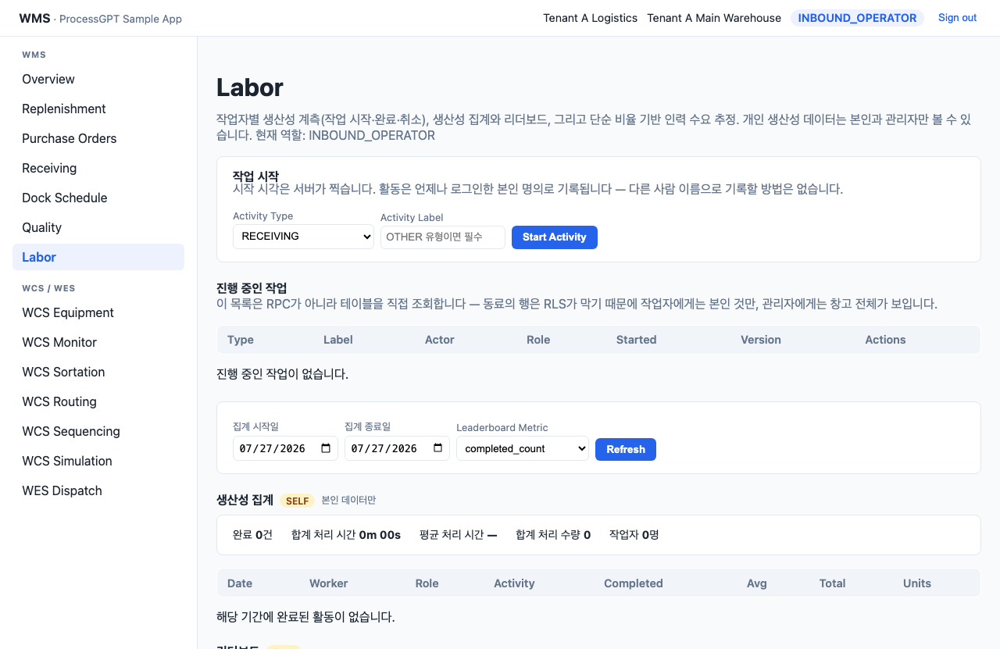 WMS · ProcessGPT Sample App
Tenant A Logistics Tenant A Main Warehouse INBOUND_OPERATOR Sign out
WMS
Overview
Replenishment
Purchase Orders
Receiving
Dock Schedule
Quality
Labor
WCS / WES
WCS Equipment
WCS Monitor
WCS Sortation
WCS Routing
WCS Sequencing
WCS Simulation
WES Dispatch
Labor
작업자별 생산성 계측(작업 시작·완료·취소), 생산성 집계와 리더보드, 그리고 단순 비율 기반 인력 수요 추정. 개인 생산성 데이터는 본인과 관리자만 볼 수 있
습니다. 현재 역할: INBOUND_OPERATOR
작업 시작
시작 시각은 서버가 찍습니다. 활동은 언제나 로그인한 본인 명의로 기록됩니다 — 다른 사람 이름으로 기록할 방법은 없습니다.
Activity Type Activity Label
RECEIVING OTHER 유형이면 필수 Start Activity
진행 중인 작업
이 목록은 RPC가 아니라 테이블을 직접 조회합니다 — 동료의 행은 RLS가 막기 때문에 작업자에게는 본인 것만, 관리자에게는 창고 전체가 보입니다.
Type Label Actor Role Started Version Actions
진행 중인 작업이 없습니다.
집계 시작일 집계 종료일 Leaderboard Metric
07/27/2026 07/27/2026 completed_count Refresh
생산성 집계 SELF 본인 데이터만
완료 0건 합계 처리 시간 0m 00s 평균 처리 시간 — 합계 처리 수량 0 작업자 0명
Date Worker Role Activity Completed Avg Total Units
해당 기간에 완료된 활동이 없습니다.